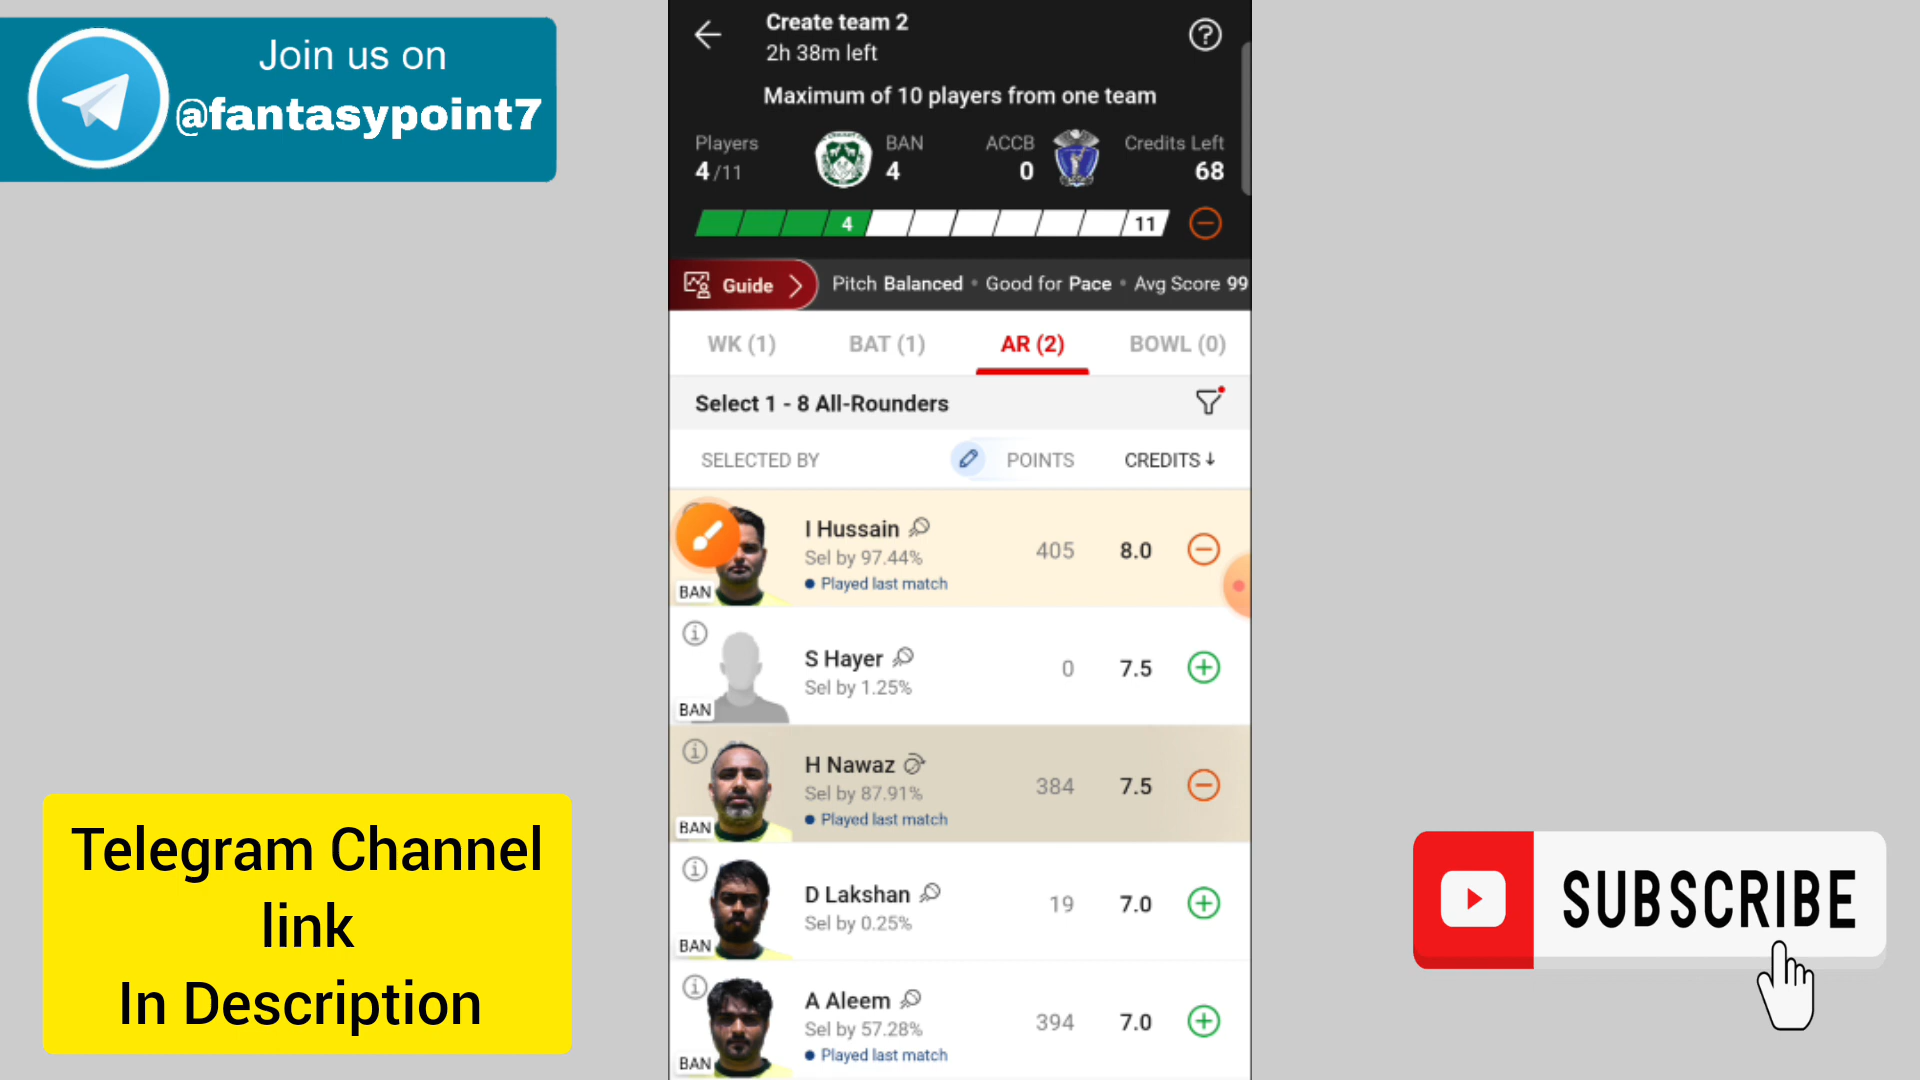 Join us on
@fantasypoint7
Create team 2
2h 38m left
Maximum of 10 players from one team
Players
4 /11
BAN
4
ACCB
0
Credits Left
68
4
11
Guide
Pitch Balanced • Good for Pace • Avg Score 99
WK (1)
BAT (1)
AR (2)
BOWL (0)
Select 1 - 8 All-Rounders
SELECTED BY
POINTS
CREDITS ↓
I Hussain
Sel by 97.44%
Played last match
BAN
405
8.0
S Hayer
Sel by 1.25%
BAN
0
7.5
H Nawaz
Sel by 87.91%
Played last match
BAN
384
7.5
D Lakshan
Sel by 0.25%
BAN
19
7.0
A Aleem
Sel by 57.28%
Played last match
BAN
394
7.0
Telegram Channel
link
In Description
SUBSCRIBE